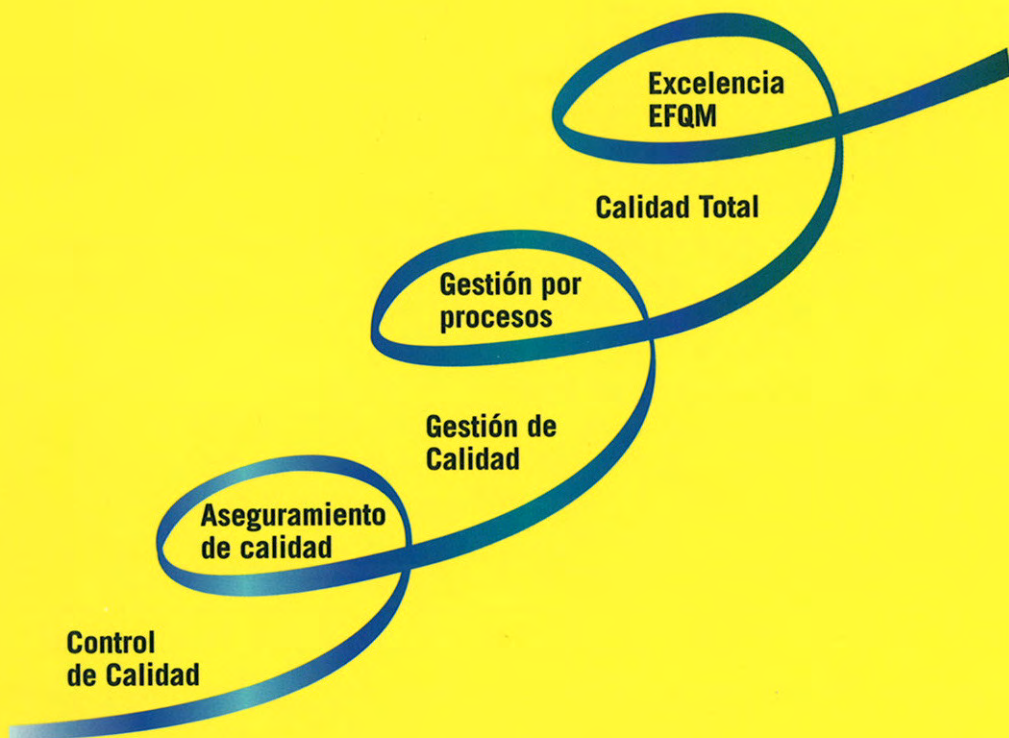 Excelencia
EFQM
Calidad Total
Gestión por
procesos
Gestión de
Calidad
Aseguramiento
de calidad
Control
de Calidad